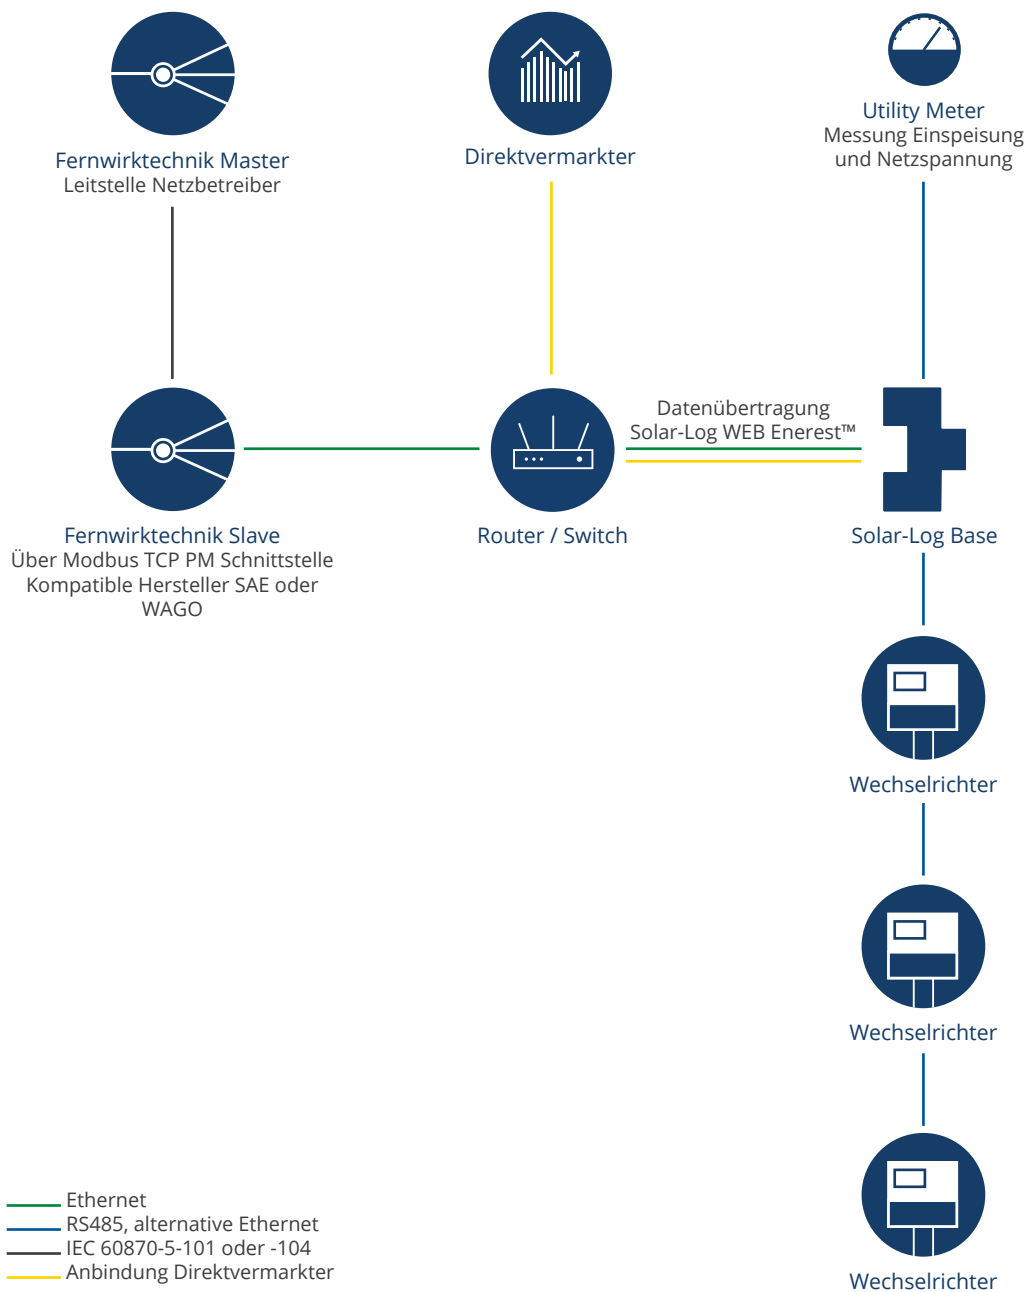 Fernwirktechnik Master
Leitstelle Netzbetreiber
Direktvermarkter
Utility Meter
Messung Einspeisung
und Netzspannung
Datenübertragung
Solar-Log WEB Enerest™
Fernwirktechnik Slave
Über Modbus TCP PM Schnittstelle
Kompatible Hersteller SAE oder
WAGO
Router / Switch
Solar-Log Base
Wechselrichter
Wechselrichter
Wechselrichter
Ethernet
RS485, alternative Ethernet
IEC 60870-5-101 oder -104
Anbindung Direktvermarkter